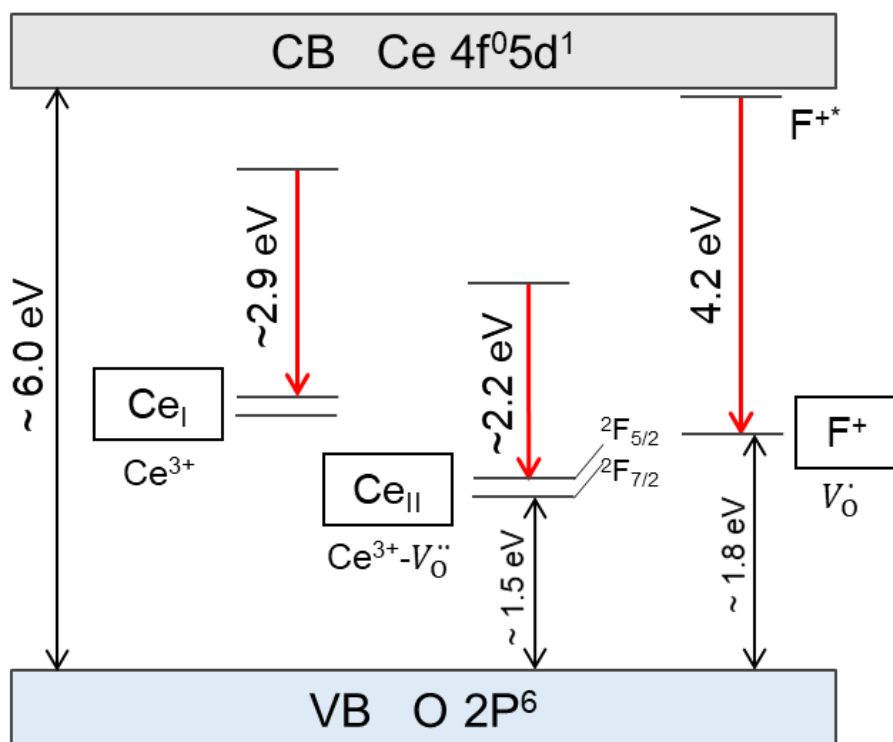 CB Ce 4f⁰5d¹
F⁺*
~ 6.0 eV
~2.9 eV
~2.2 eV
4.2 eV
Ce_I
Ce³⁺
Ce_II
Ce³⁺-V_O^¨
²F₅/₂
²F₇/₂
F⁺
V_O^˙
~ 1.5 eV
~ 1.8 eV
VB O 2P⁶